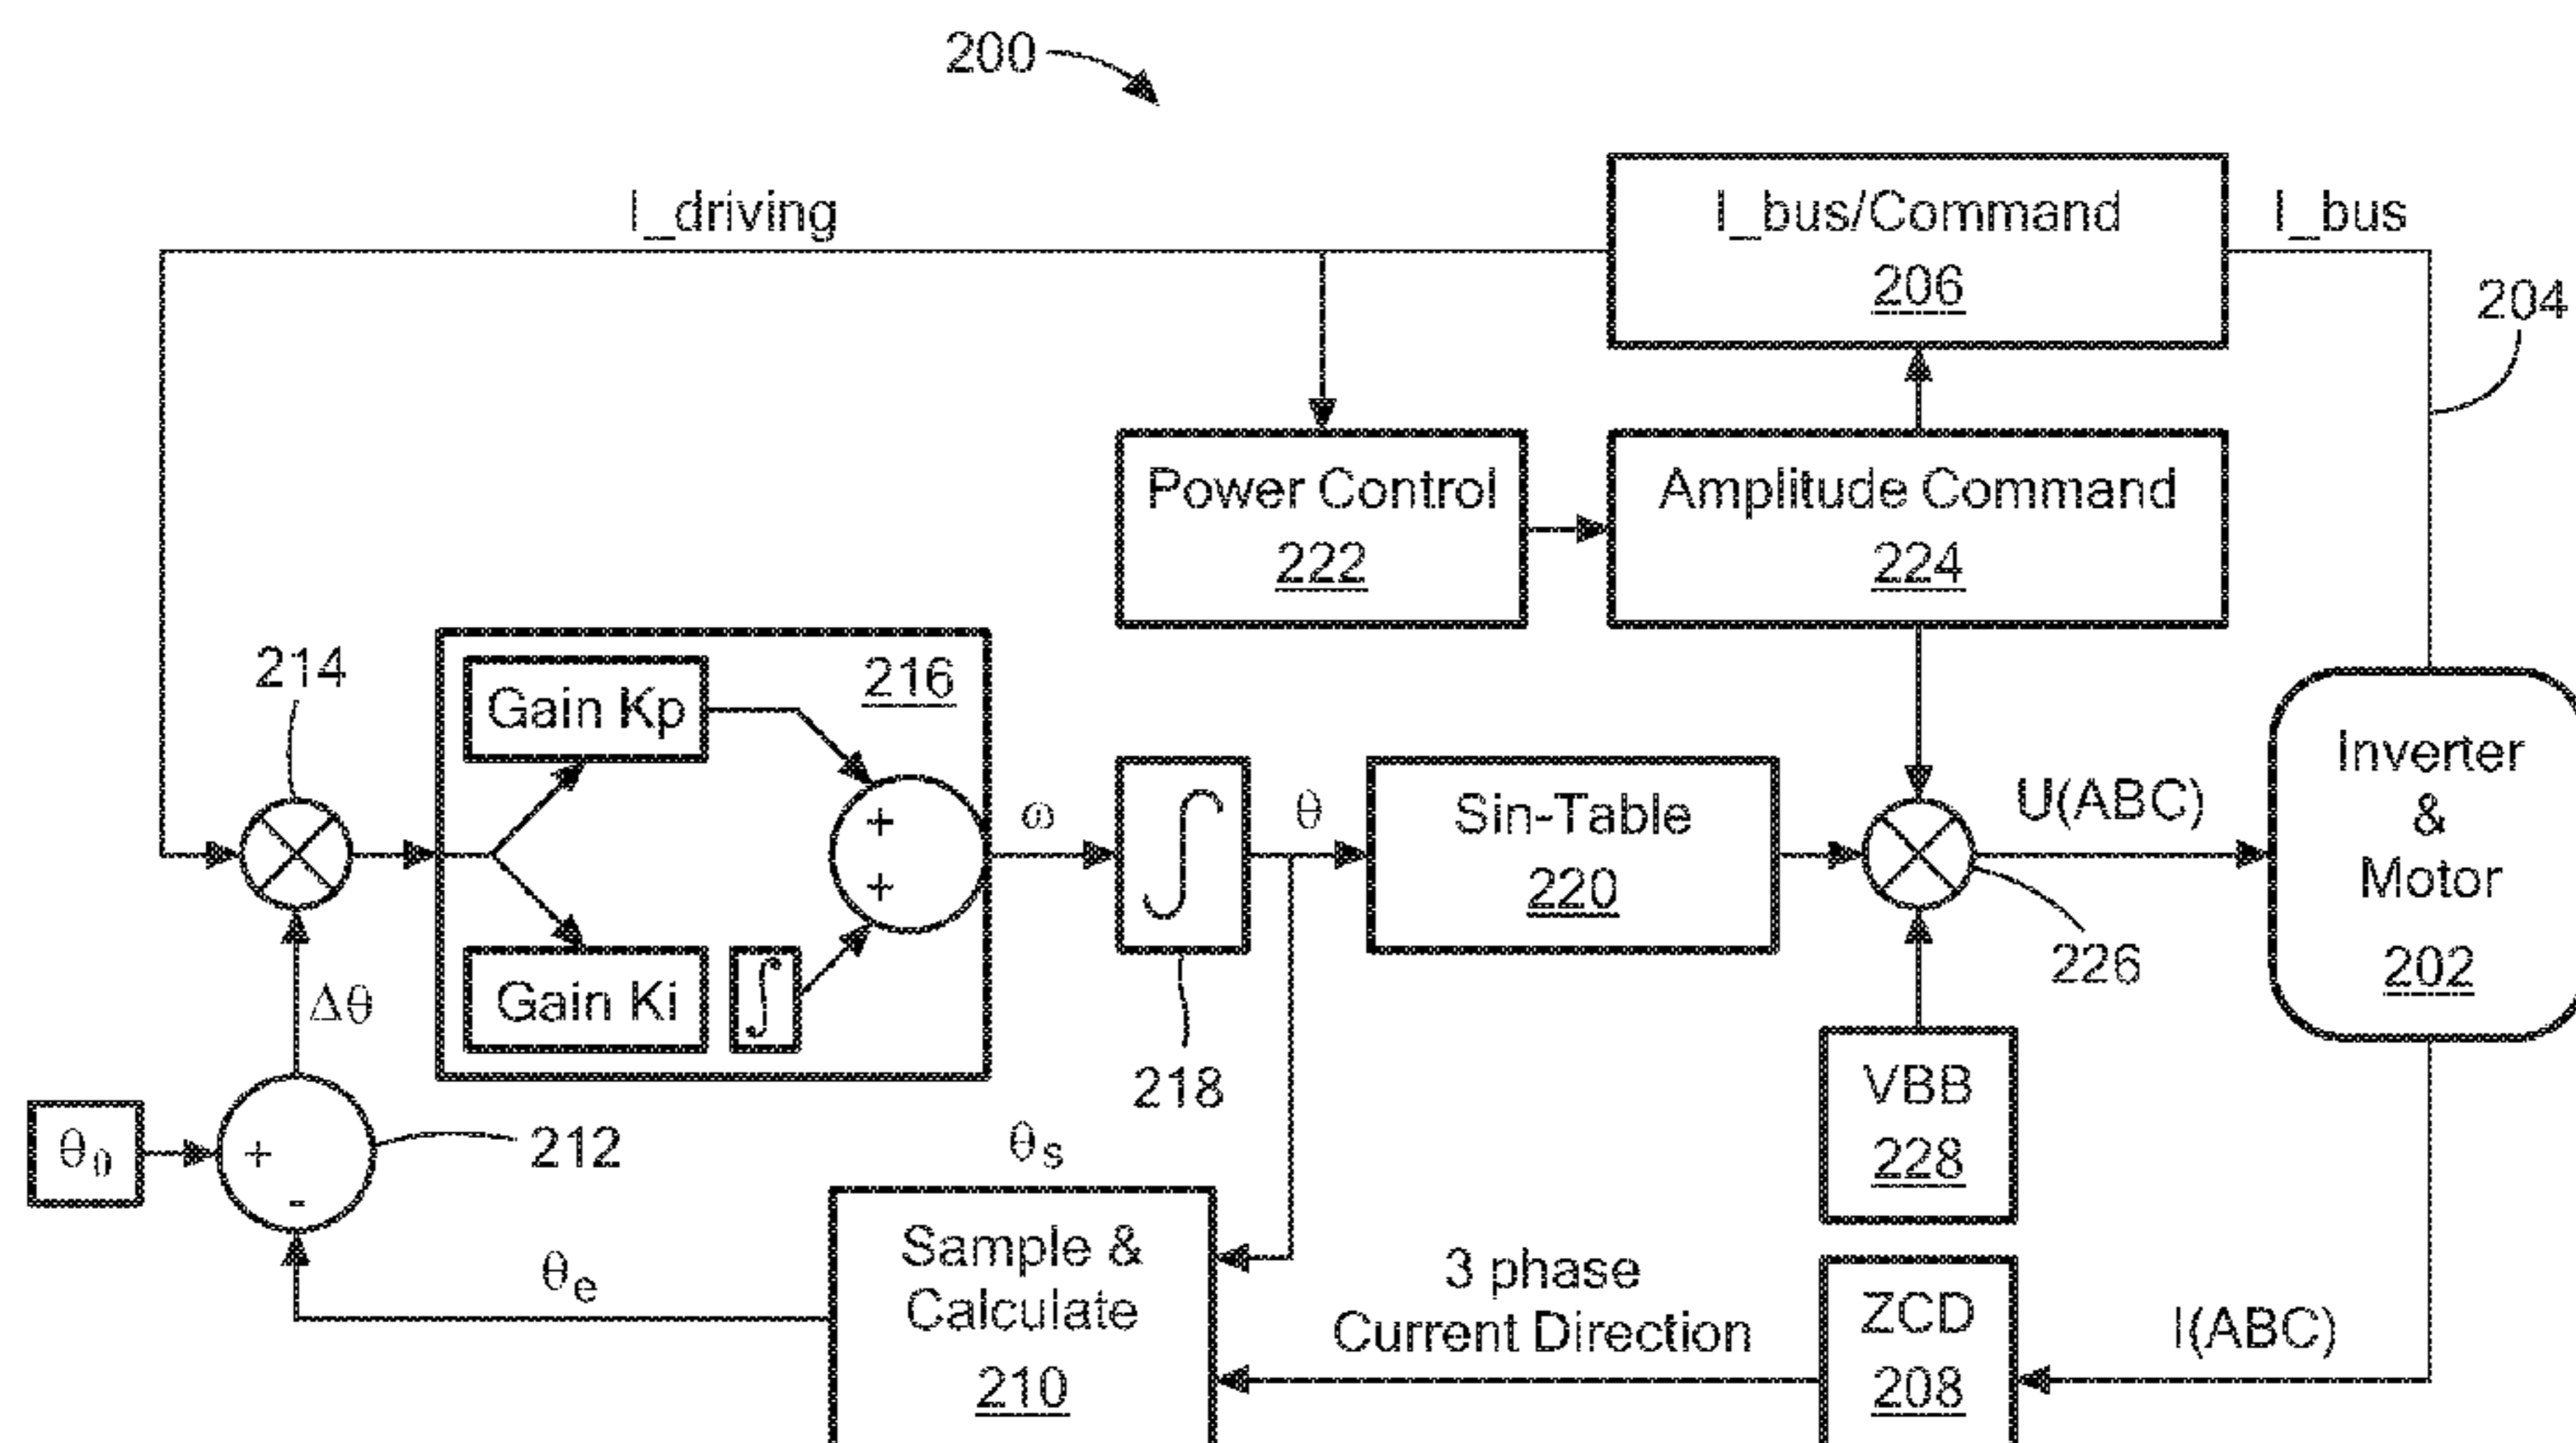 200
I_driving
I_bus/Command
206
I_bus
204
Power Control
222
Amplitude Command
224
214
216
Gain Kp
+
+
Gain Ki
∫
ω
∫
218
θ
Sin-Table
220
U(ABC)
226
Inverter
&
Motor
202
VBB
228
Δθ
θ₀
+
-
212
θs
θe
Sample &
Calculate
210
3 phase
Current Direction
ZCD
208
I(ABC)